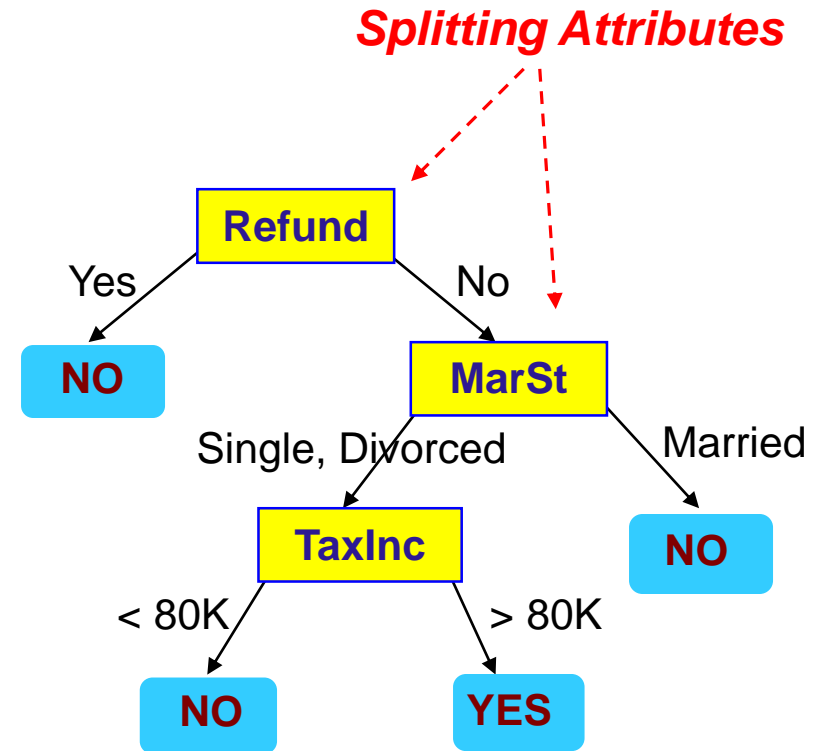 Splitting Attributes
Refund
Yes
No
NO
MarSt
Single, Divorced
Married
TaxInc
NO
< 80K
> 80K
NO
YES